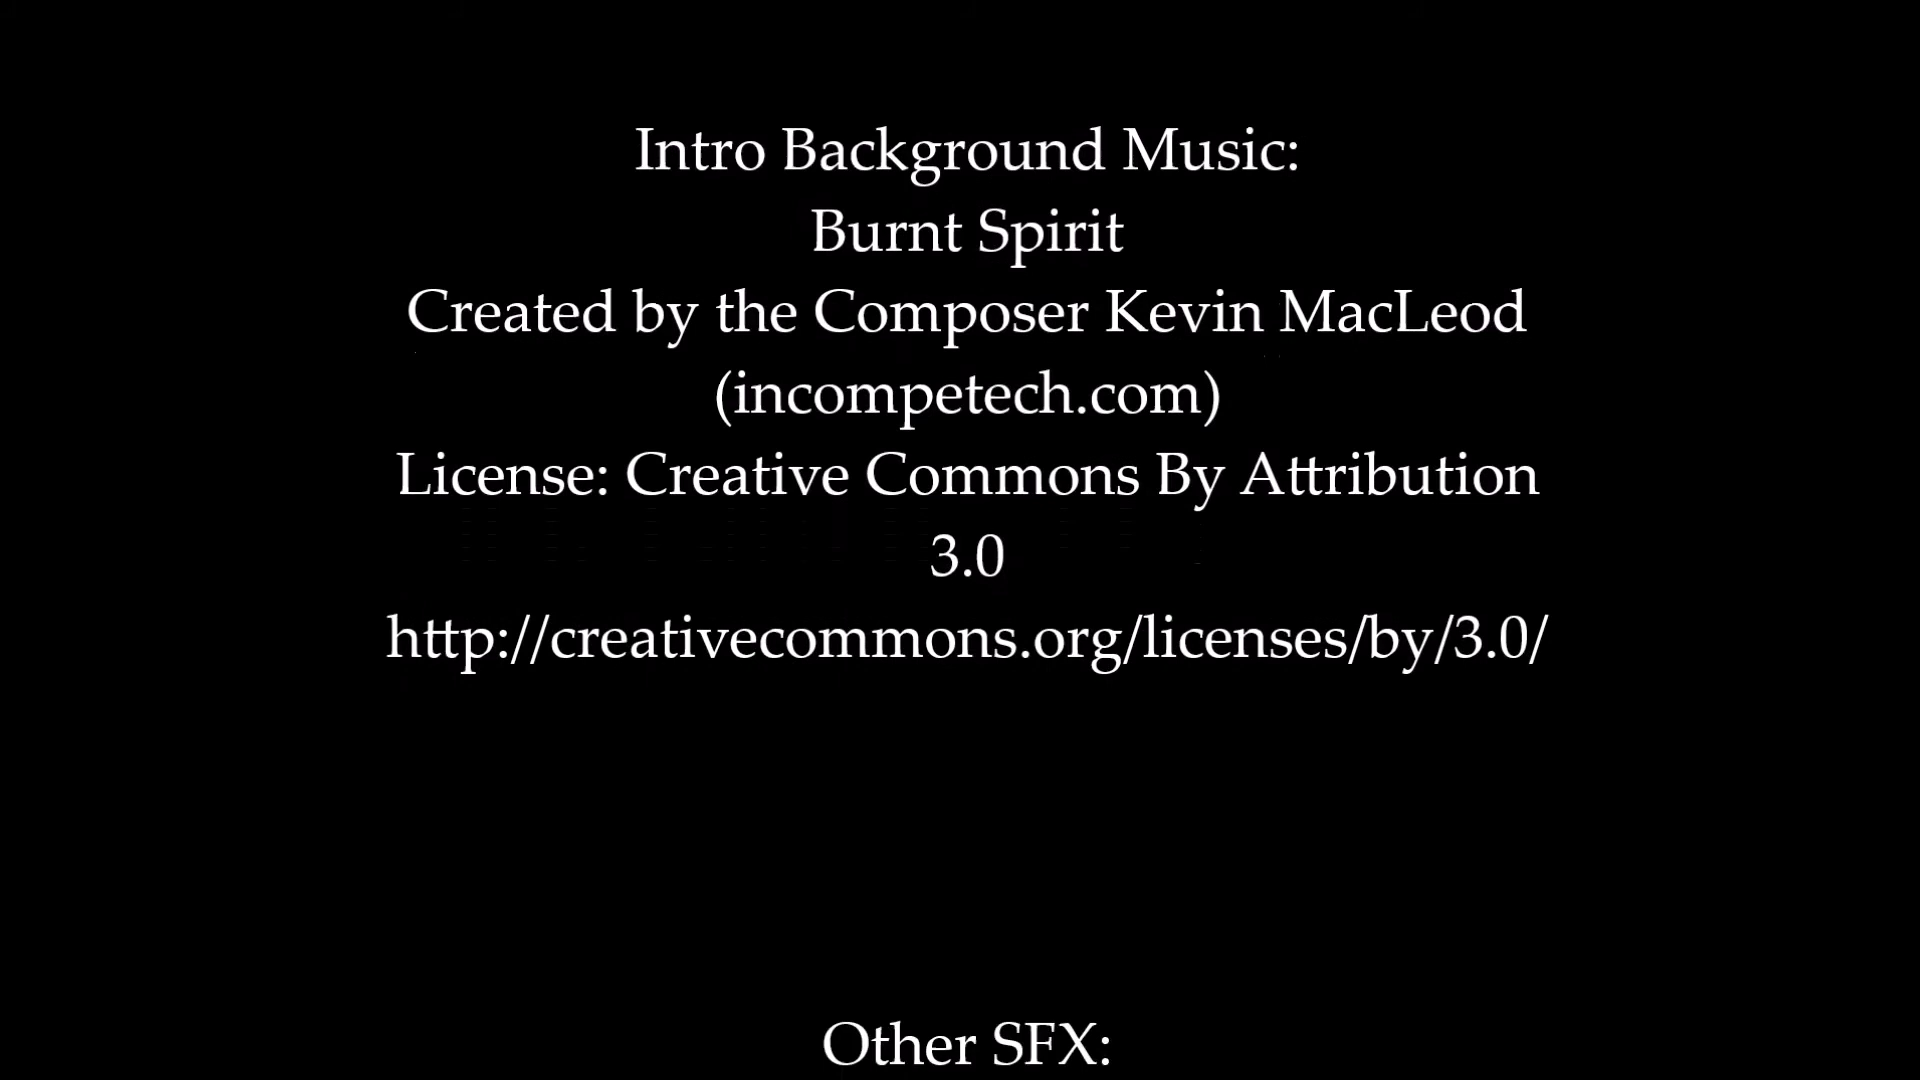 Intro Background Music:
Burnt Spirit
Created by the Composer Kevin MacLeod
(incompetech.com)
License: Creative Commons By Attribution
3.0
http://creativecommons.org/licenses/by/3.0/
Other SFX: